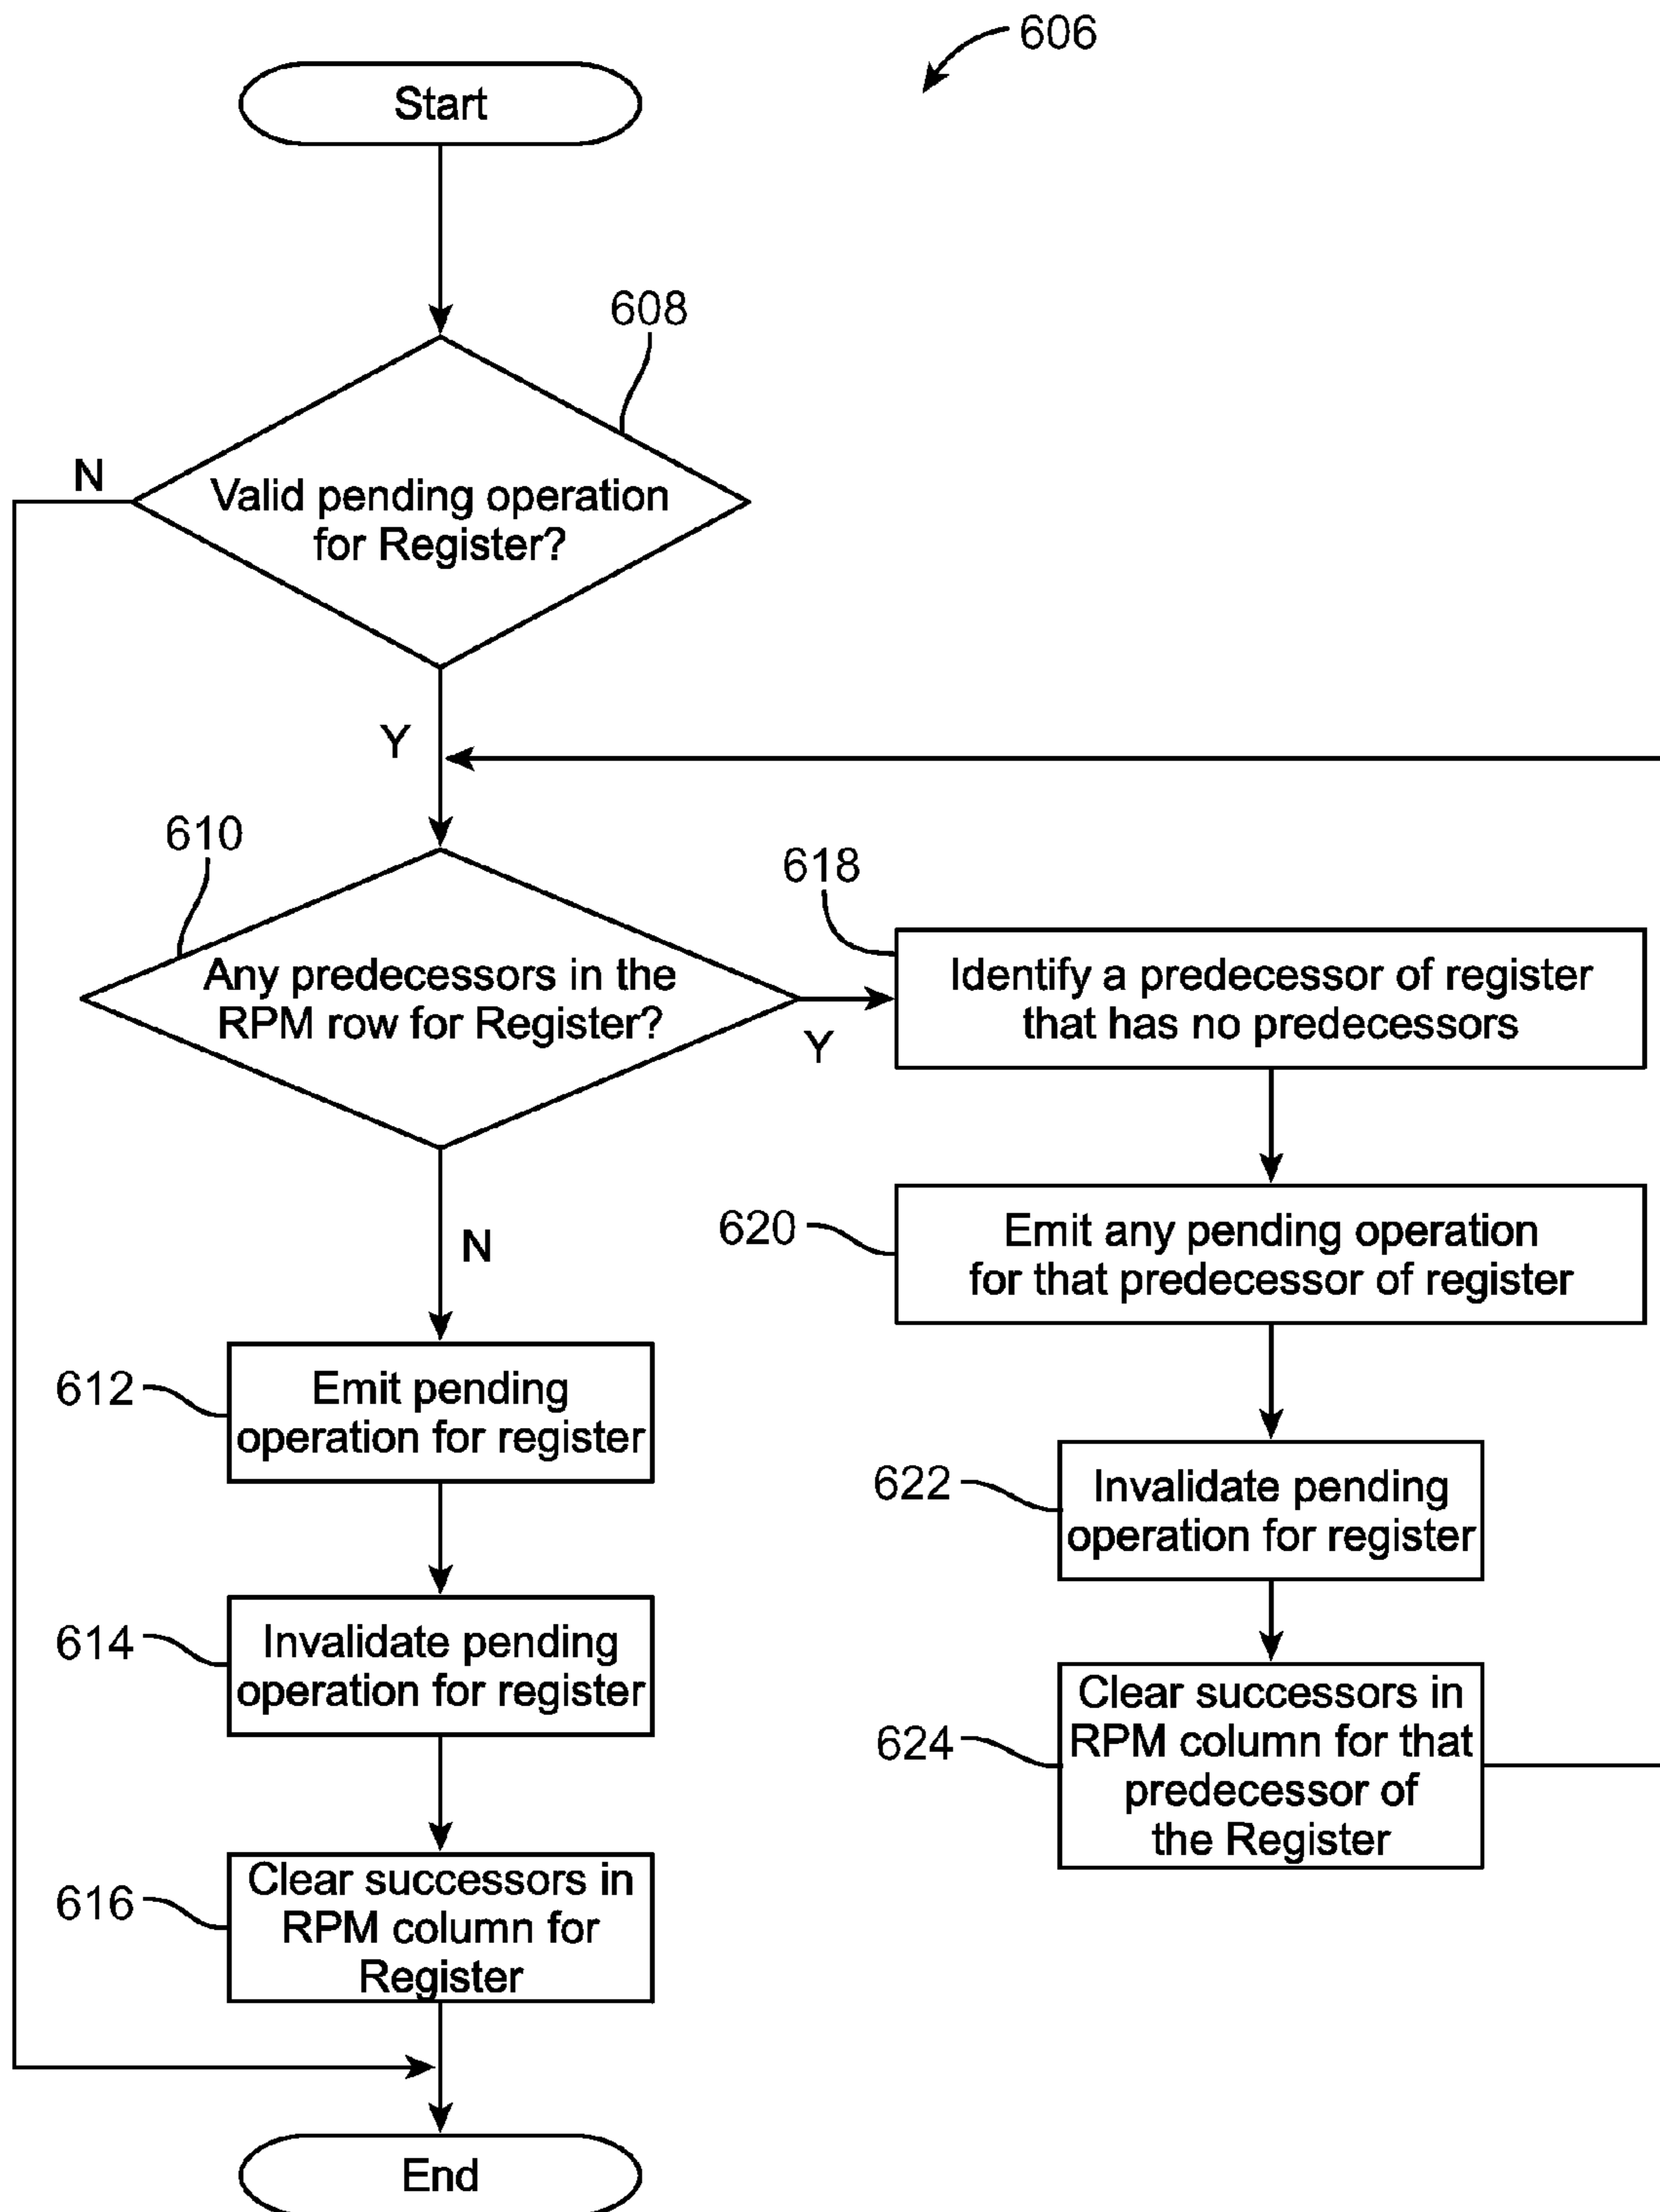 606
Start
608
N
Valid pending operation
for Register?
Y
610
Any predecessors in the
RPM row for Register?
Y
618
Identify a predecessor of register
that has no predecessors
N
620
Emit any pending operation
for that predecessor of register
612
Emit pending
operation for register
622
Invalidate pending
operation for register
614
Invalidate pending
operation for register
624
Clear successors in
RPM column for that
predecessor of
the Register
616
Clear successors in
RPM column for
Register
End